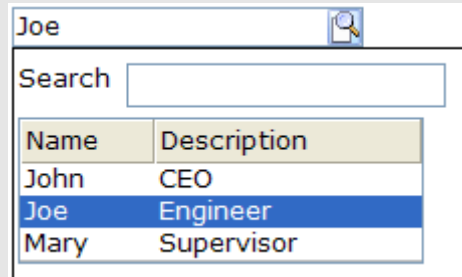 Joe
Search
Name Description
John CEO
Joe Engineer
Mary Supervisor